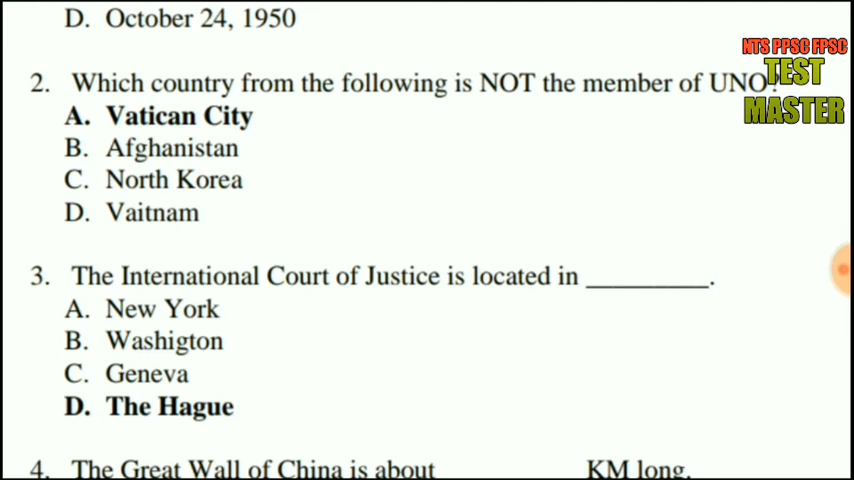 D. October 24, 1950
NTS PPSC FPSC
TEST
MASTER
2. Which country from the following is NOT the member of UNO?
A. Vatican City
B. Afghanistan
C. North Korea
D. Vaitnam
3. The International Court of Justice is located in _________.
A. New York
B. Washigton
C. Geneva
D. The Hague
4. The Great Wall of China is about KM long.